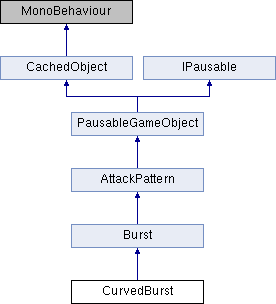 MonoBehaviour
CachedObject
IPausable
PausableGameObject
AttackPattern
Burst
CurvedBurst